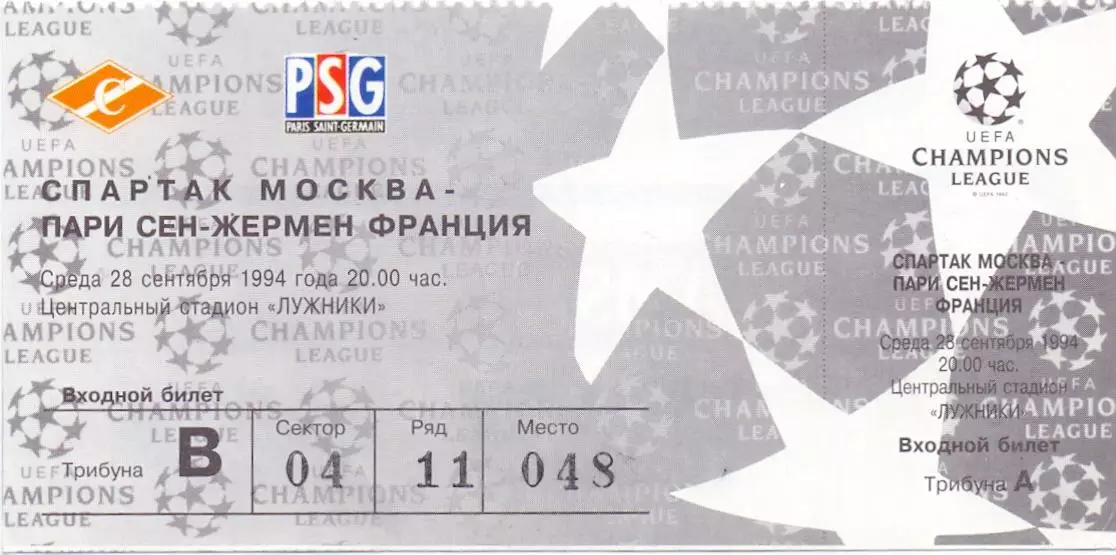 PSG
PARIS SAINT-GERMAIN
СПАРТАК МОСКВА -
ПАРИ СЕН-ЖЕРМЕН ФРАНЦИЯ
Среда 28 сентября 1994 года 20.00 час.
Центральный стадион «ЛУЖНИКИ»
Входной билет
Трибуна B
Сектор 04
Ряд 11
Место 048
UEFA
CHAMPIONS
LEAGUE
© UEFA 1992
СПАРТАК МОСКВА -
ПАРИ СЕН-ЖЕРМЕН
ФРАНЦИЯ
Среда 28 сентября 1994
20.00 час.
Центральный стадион
«ЛУЖНИКИ»
Входной билет
Трибуна А